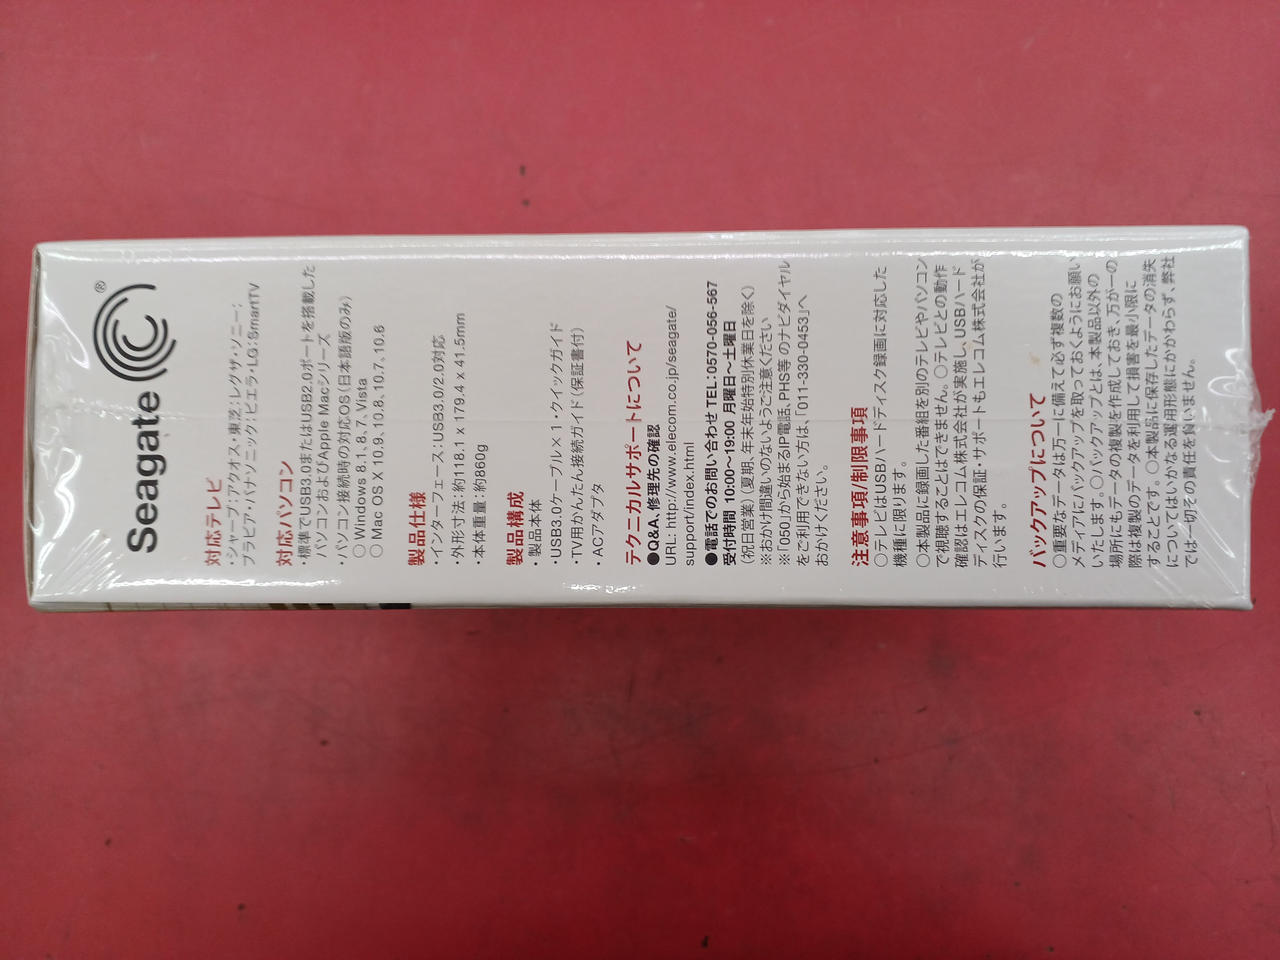 Seagate®
対応テレビ
・シャープ:アクオス・東芝:レグザ・ソニー:
ブラビア・パナソニック:ビエラ・LG:SmartTV
対応パソコン
・標準でUSB3.0またはUSB2.0ポートを搭載した
パソコンおよびApple Macシリーズ
・パソコン接続時の対応OS(日本語版のみ)
○Windows 8.1、8、7、Vista
○Mac OS X 10.9、10.8、10.7、10.6
製品仕様
・インターフェース:USB3.0/2.0対応
・外形寸法:約118.1 x 179.4 x 41.5mm
・本体重量:約860g
製品構成
・製品本体
・USB3.0ケーブル×1・クイックガイド
・TV用かんたん接続ガイド(保証書付)
・ACアダプタ
テクニカルサポートについて
●Q&A、修理先の確認
URL: http://www.elecom.co.jp/seagate/
support/index.html
●電話でのお問い合わせ TEL:0570-056-567
受付時間 10:00〜19:00 月曜日〜土曜日
(祝日営業)(夏期、年末年始特別休業日を除く)
※おかけ間違いのないようご注意ください
※「050」から始まるIP電話、PHS等のナビダイヤル
をご利用できない方は、「011-330-0453」へ
おかけください。
注意事項/制限事項
○テレビはUSBハードディスク録画に対応した
機種に限ります。
○本製品に録画した番組を別のテレビやパソコン
で視聴することはできません。○テレビとの動作
確認はエレコム株式会社が実施し、USBハード
ディスクの保証・サポートもエレコム株式会社が
行います。
バックアップについて
○重要なデータは万一に備えて必ず複数の
メディアにバックアップを取っておくようにお願い
いたします。○バックアップとは、本製品以外の
場所にもデータの複製を作成しておき、万が一の
際は複製のデータを利用して損害を最小限に
することです。○本製品に保存したデータの消失
についてはいかなる運用形態にかかわらず、弊社
では一切その責任を負いません。